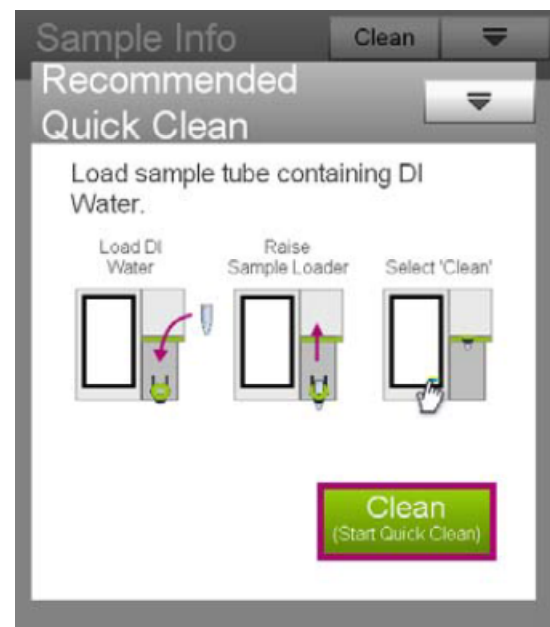 Sample Info
Clean
Recommended
Quick Clean
Load sample tube containing DI
Water.
Load DI
Water
Raise
Sample Loader
Select 'Clean'
Clean
(Start Quick Clean)